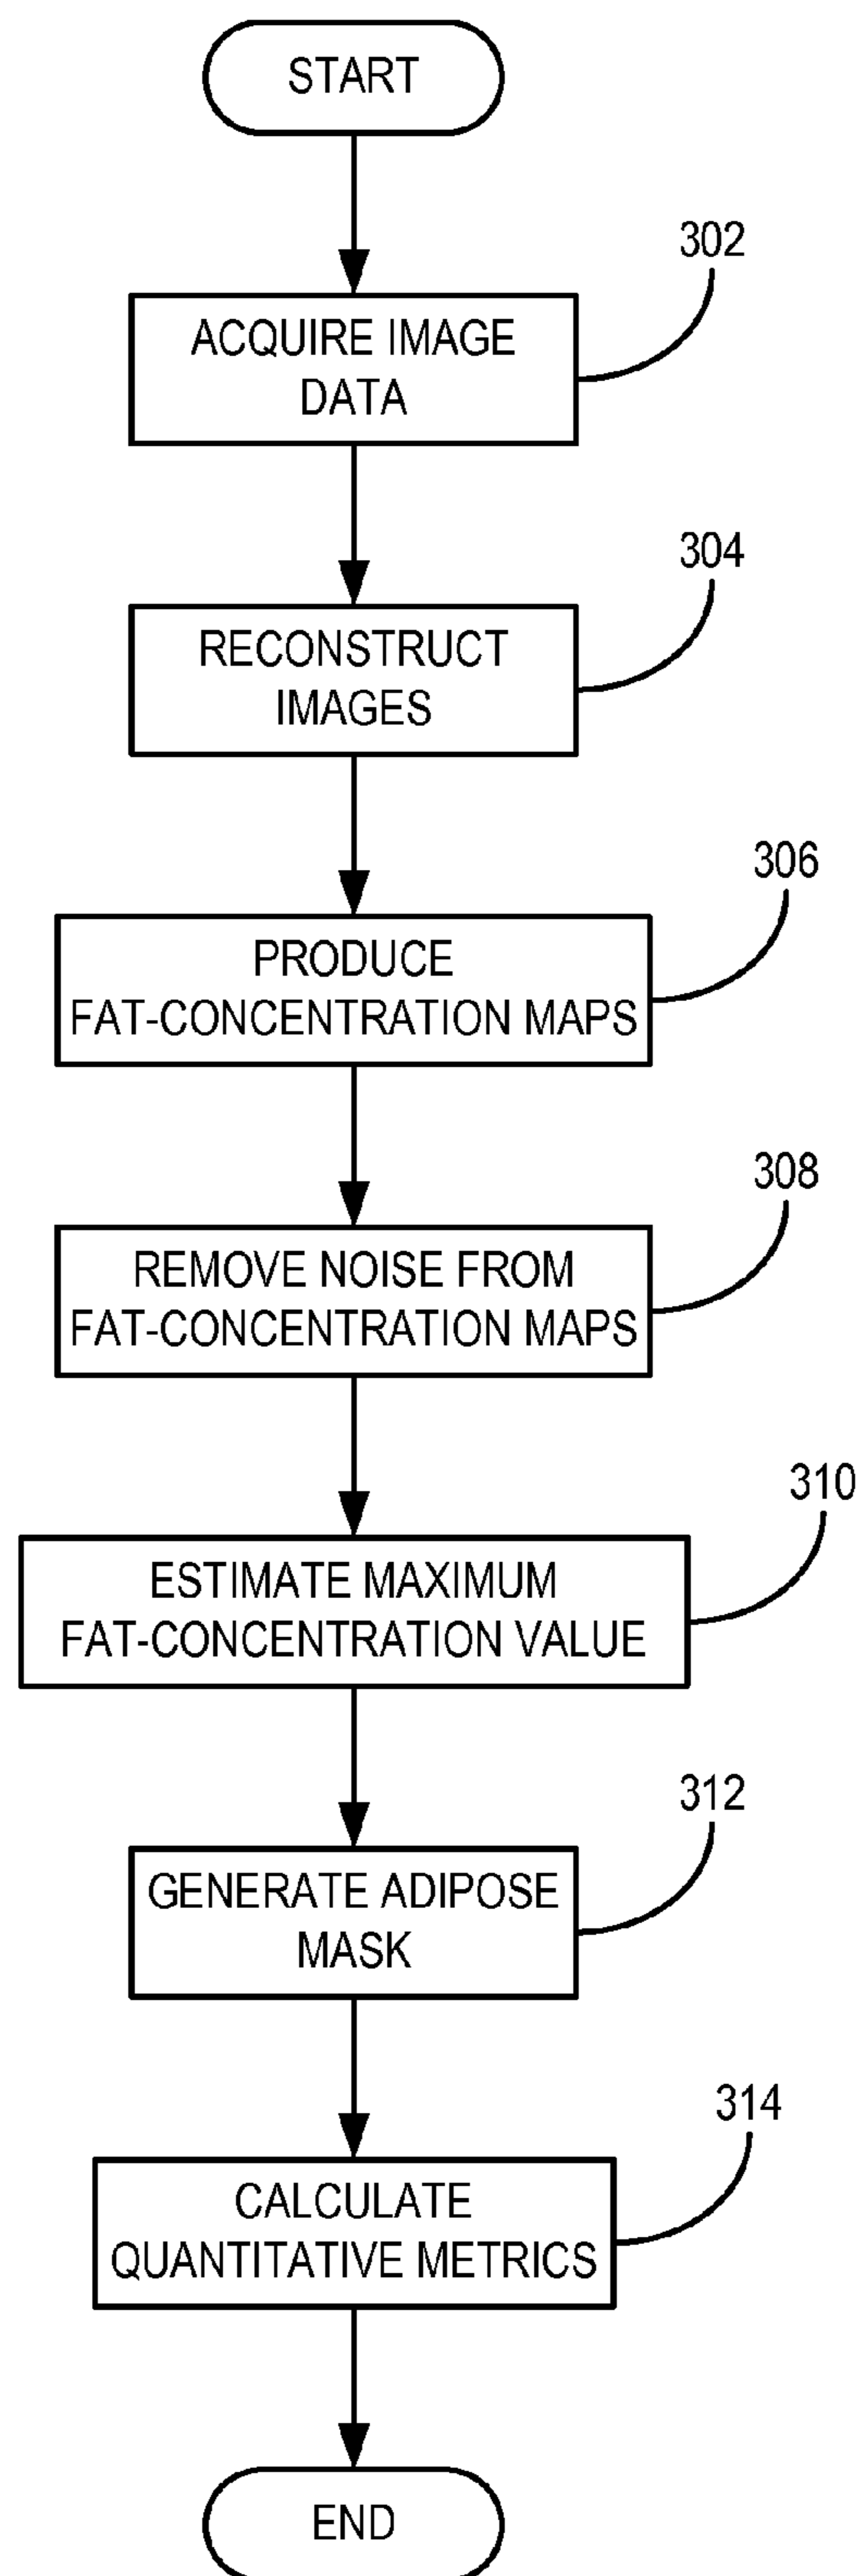 START
302
ACQUIRE IMAGE
DATA
304
RECONSTRUCT
IMAGES
306
PRODUCE
FAT-CONCENTRATION MAPS
308
REMOVE NOISE FROM
FAT-CONCENTRATION MAPS
310
ESTIMATE MAXIMUM
FAT-CONCENTRATION VALUE
312
GENERATE ADIPOSE
MASK
314
CALCULATE
QUANTITATIVE METRICS
END